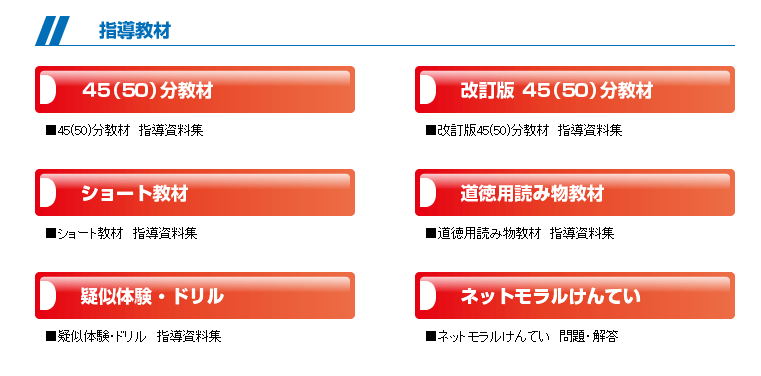 指導教材
45(50)分教材
■45(50)分教材　指導資料集
改訂版 45(50)分教材
■改訂版45(50)分教材　指導資料集
ショート教材
■ショート教材　指導資料集
道徳用読み物教材
■道徳用読み物教材　指導資料集
疑似体験・ドリル
■疑似体験・ドリル　指導資料集
ネットモラルけんてい
■ネットモラルけんてい　問題・解答